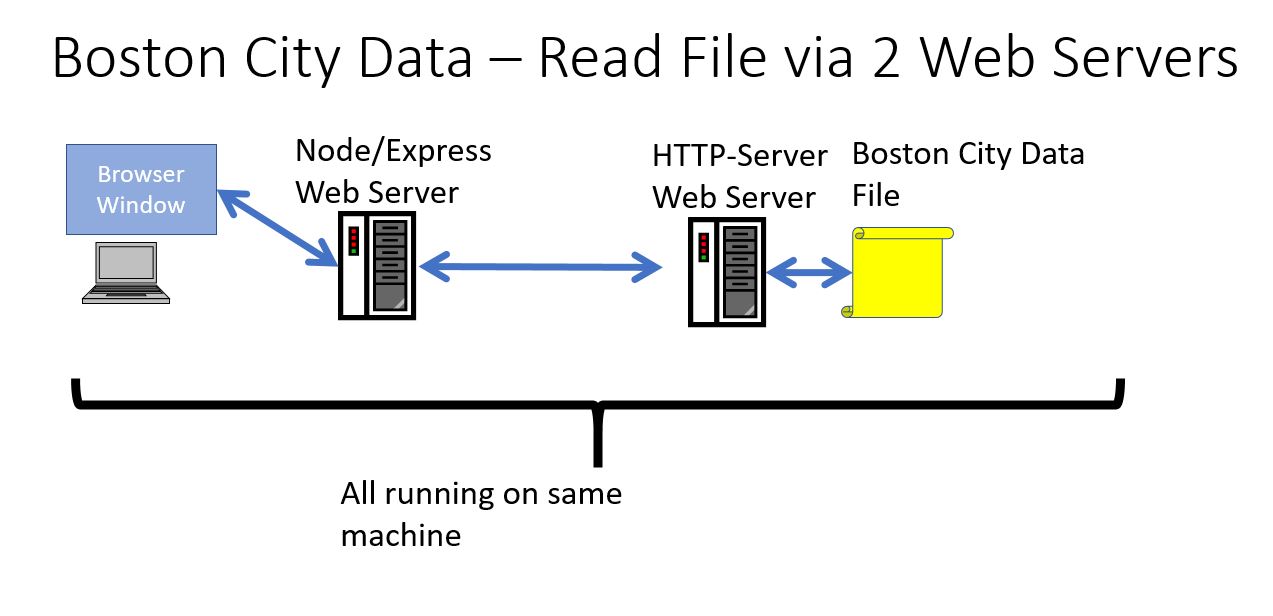 Boston City Data – Read File via 2 Web Servers
Browser
Window
Node/Express
Web Server
HTTP-Server
Web Server
Boston City Data
File
All running on same
machine